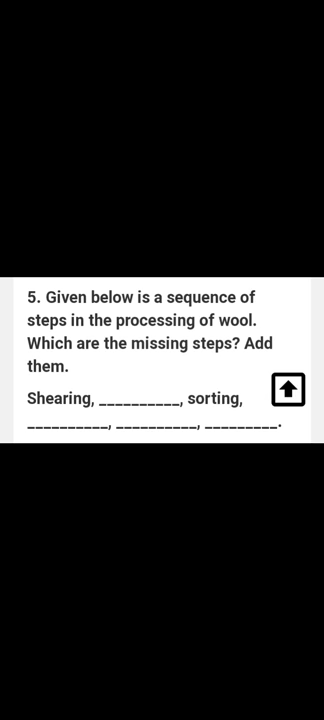 5. Given below is a sequence of
steps in the processing of wool.
Which are the missing steps? Add
them.
Shearing, __________, sorting,
__________, __________, _________.